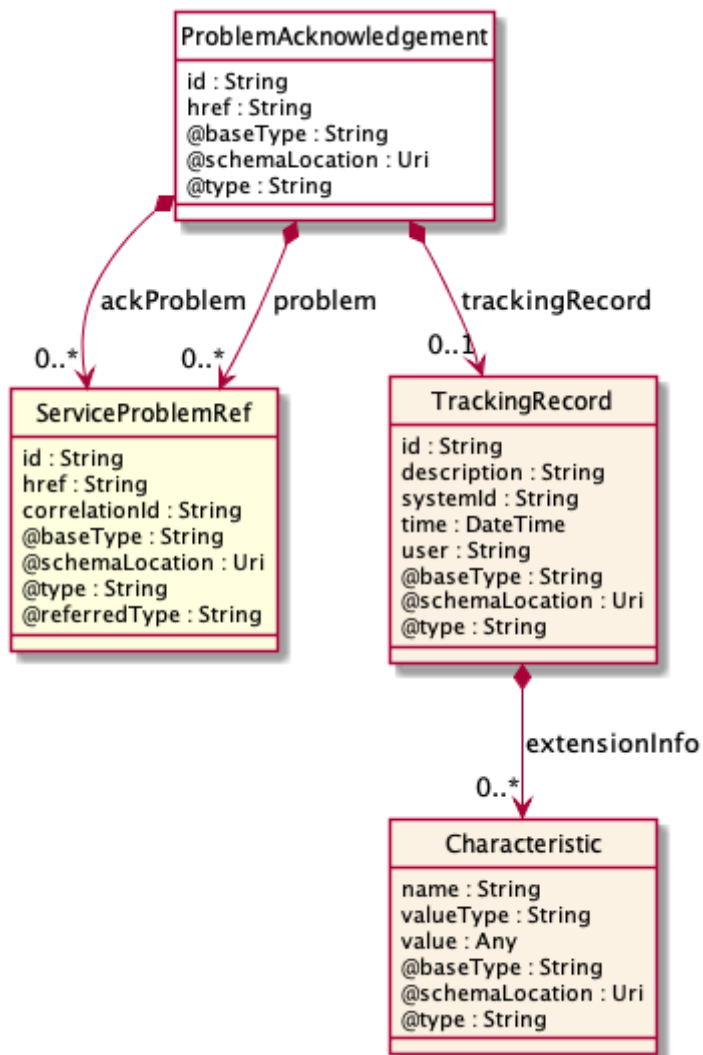 ProblemAcknowledgement
id : String
href : String
@baseType : String
@schemaLocation : Uri
@type : String
ackProblem
problem
trackingRecord
0..*
0..*
0..1
ServiceProblemRef
id : String
href : String
correlationId : String
@baseType : String
@schemaLocation : Uri
@type : String
@referredType : String
TrackingRecord
id : String
description : String
systemId : String
time : DateTime
user : String
@baseType : String
@schemaLocation : Uri
@type : String
extensionInfo
0..*
Characteristic
name : String
valueType : String
value : Any
@baseType : String
@schemaLocation : Uri
@type : String